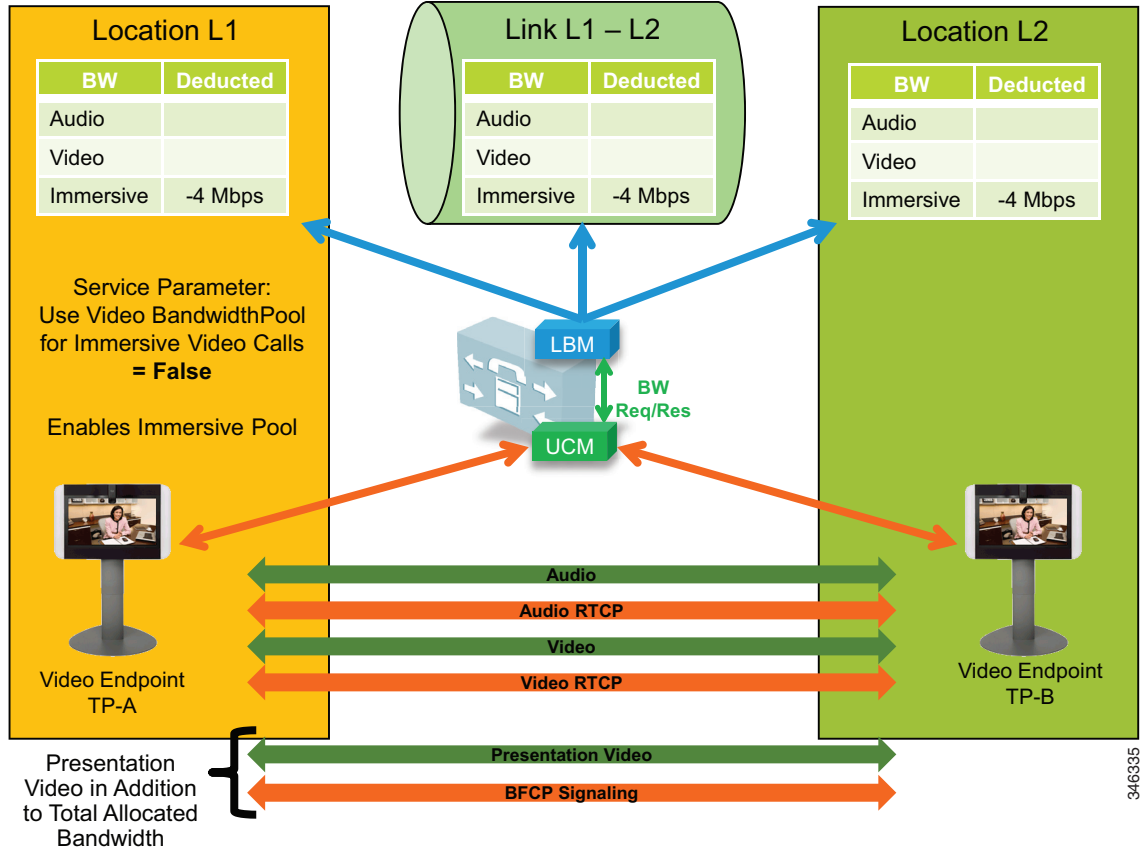 Location L1
BW Deducted
Audio
Video
Immersive -4 Mbps
Link L1 – L2
BW Deducted
Audio
Video
Immersive -4 Mbps
Location L2
BW Deducted
Audio
Video
Immersive -4 Mbps
Service Parameter:
Use Video BandwidthPool
for Immersive Video Calls
= False
Enables Immersive Pool
LBM
BW
Req/Res
UCM
Audio
Audio RTCP
Video
Video RTCP
Video Endpoint
TP-A
Video Endpoint
TP-B
Presentation
Video in Addition
to Total Allocated
Bandwidth
Presentation Video
BFCP Signaling
346335